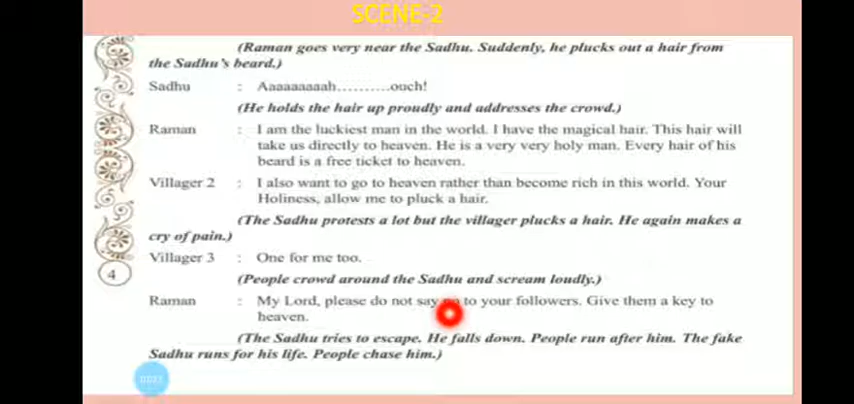 SCENE-2
(Raman goes very near the Sadhu. Suddenly, he plucks out a hair from
the Sadhu's beard.)
Sadhu : Aaaaaaaaah..........ouch!
(He holds the hair up proudly and addresses the crowd.)
Raman : I am the luckiest man in the world. I have the magical hair. This hair will
take us directly to heaven. He is a very very holy man. Every hair of his
beard is a free ticket to heaven.
Villager 2 : I also want to go to heaven rather than become rich in this world. Your
Holiness, allow me to pluck a hair.
(The Sadhu protests a lot but the villager plucks a hair. He again makes a
cry of pain.)
Villager 3 : One for me too.
(People crowd around the Sadhu and scream loudly.)
4
Raman : My Lord, please do not say to your followers. Give them a key to
heaven.
(The Sadhu tries to escape. He falls down. People run after him. The fake
Sadhu runs for his life. People chase him.)